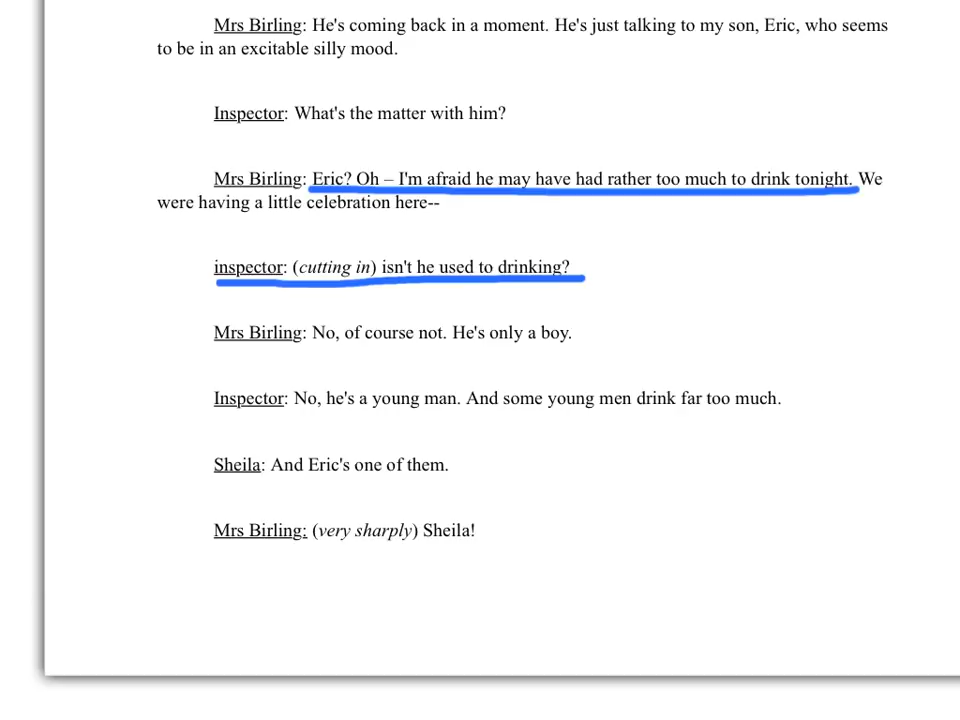 Mrs Birling: He's coming back in a moment. He's just talking to my son, Eric, who seems
to be in an excitable silly mood.
Inspector: What's the matter with him?
Mrs Birling: Eric? Oh – I'm afraid he may have had rather too much to drink tonight. We
were having a little celebration here--
inspector: (cutting in) isn't he used to drinking?
Mrs Birling: No, of course not. He's only a boy.
Inspector: No, he's a young man. And some young men drink far too much.
Sheila: And Eric's one of them.
Mrs Birling: (very sharply) Sheila!